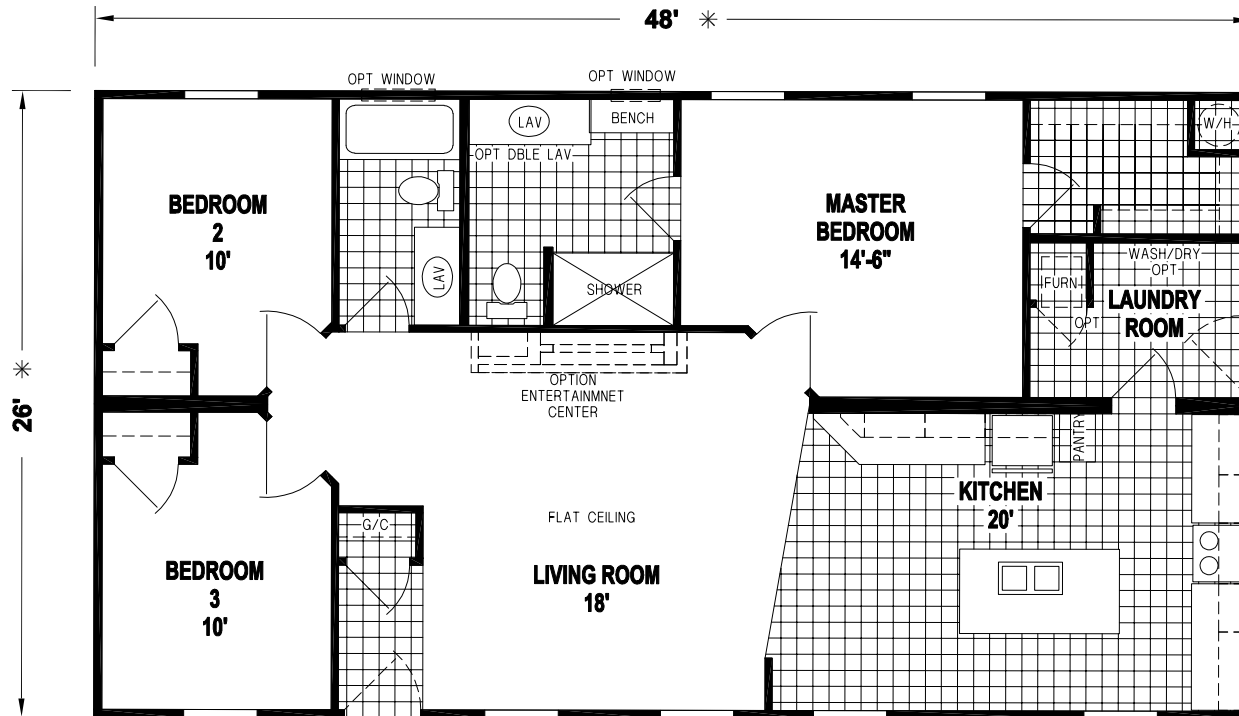 48' *
OPT WINDOW
OPT WINDOW
LAV
BENCH
W/H
OPT DBLE LAV
BEDROOM
2
10'
MASTER
BEDROOM
14'-6"
LAV
SHOWER
WASH/DRY
OPT
FURN
OPT
LAUNDRY
ROOM
26' *
OPTION
ENTERTAINMNET
CENTER
PANTRY
KITCHEN
20'
FLAT CEILING
G/C
BEDROOM
3
10'
LIVING ROOM
18'